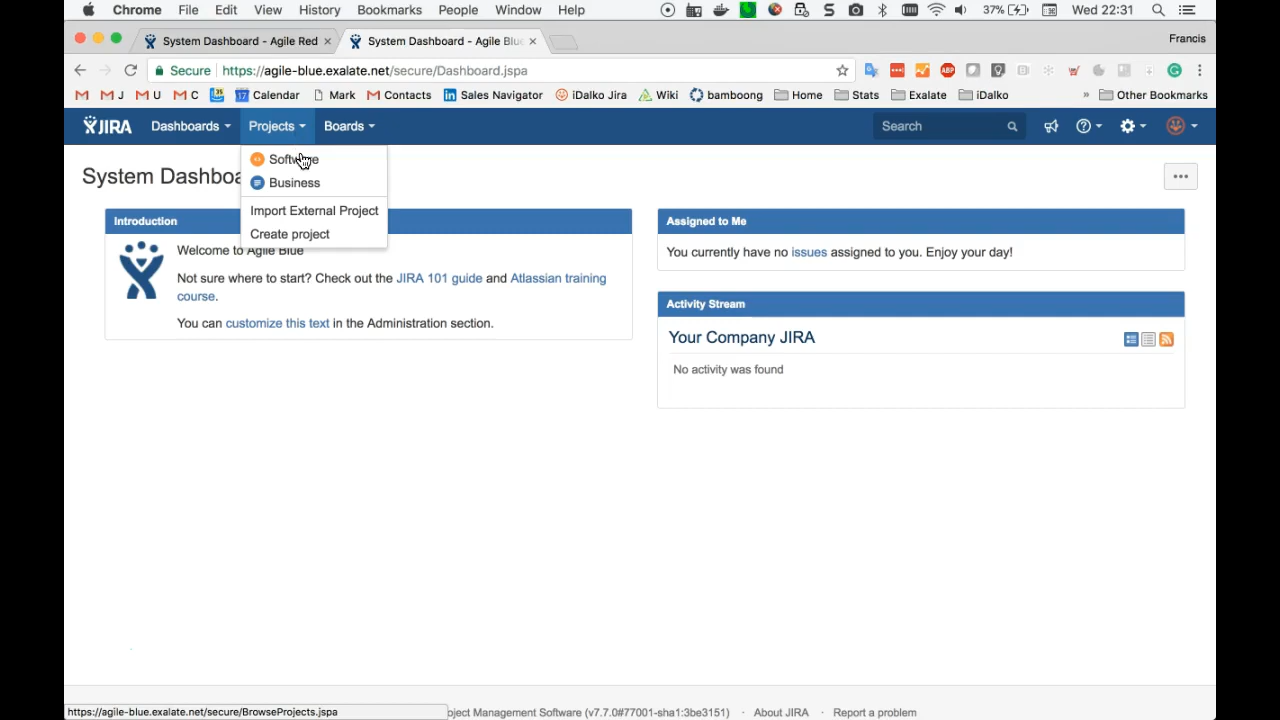 Chrome File Edit View History Bookmarks People Window Help 37% Wed 22:31
System Dashboard - Agile Red × System Dashboard - Agile Blue × Francis
Secure https://agile-blue.exalate.net/secure/Dashboard.jspa
M M J M U M C Calendar Mark Contacts Sales Navigator iDalko Jira Wiki bamboong Home Stats Exalate iDalko » Other Bookmarks
JIRA Dashboards Projects Boards Search
Software
System Dashboa
Business
Import External Project
Create project
Introduction
Welcome to Agile Blue
Not sure where to start? Check out the JIRA 101 guide and Atlassian training
course.
You can customize this text in the Administration section.
Assigned to Me
You currently have no issues assigned to you. Enjoy your day!
Activity Stream
Your Company JIRA
No activity was found
https://agile-blue.exalate.net/secure/BrowseProjects.jspa
oject Management Software (v7.7.0#77001-sha1:3be3151) · About JIRA · Report a problem